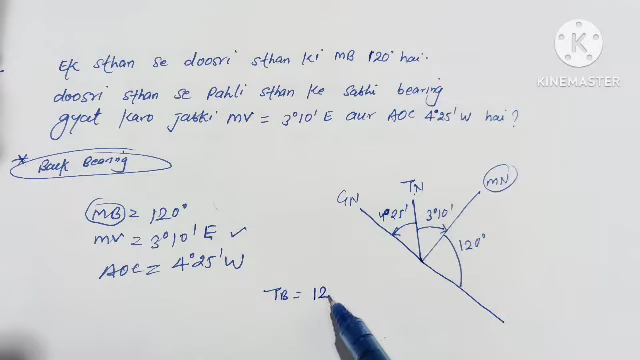 Ek sthan se doosri sthan ki MB 120° hai.
doosri sthan se Pahli sthan ke sabhi bearing
gyat karo jabki MV = 3°10' E aur AOC 4°25' W hai?
* Back Bearing
MB = 120°
MV = 3°10' E ✓
AOC = 4°25' W
TB = 12
GN
TN
MN
4°25'
3°10'
120°
K
KINEMASTER